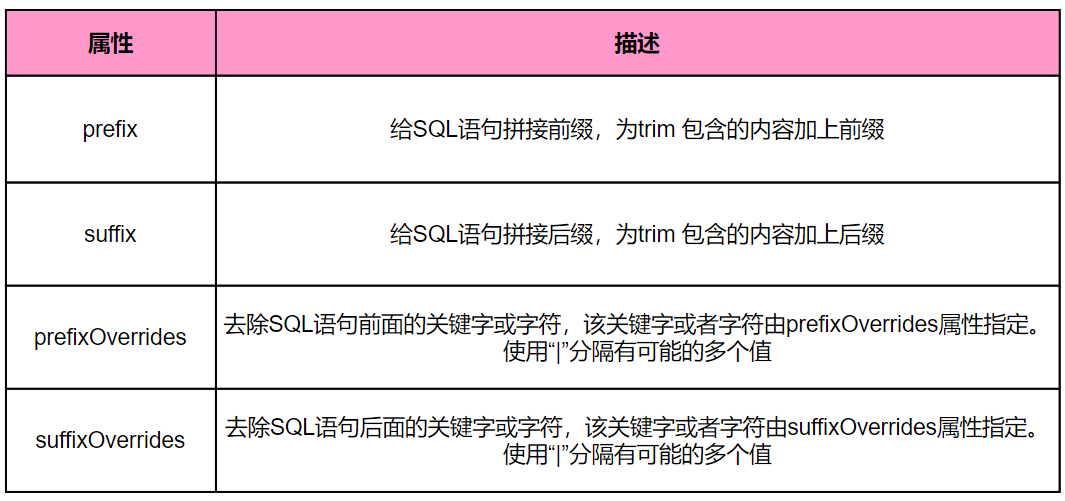 属性
描述
prefix
给SQL语句拼接前缀，为trim 包含的内容加上前缀
suffix
给SQL语句拼接后缀，为trim 包含的内容加上后缀
prefixOverrides
去除SQL语句前面的关键字或字符，该关键字或者字符由prefixOverrides属性指定。
使用“|”分隔有可能的多个值
suffixOverrides
去除SQL语句后面的关键字或字符，该关键字或者字符由suffixOverrides属性指定。
使用“|”分隔有可能的多个值